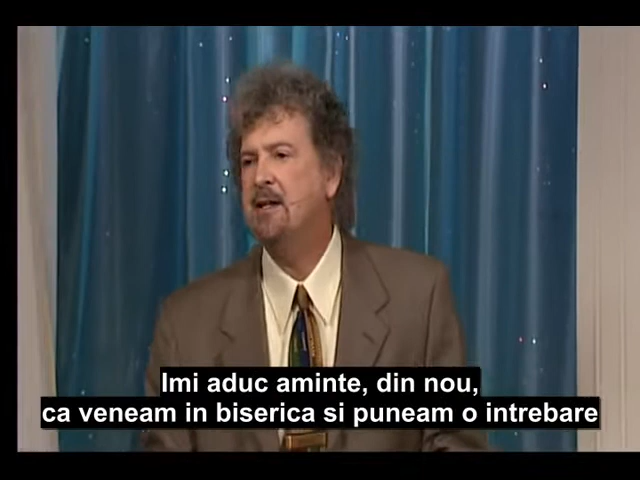 Imi aduc aminte, din nou,
ca veneam in biserica si puneam o intrebare